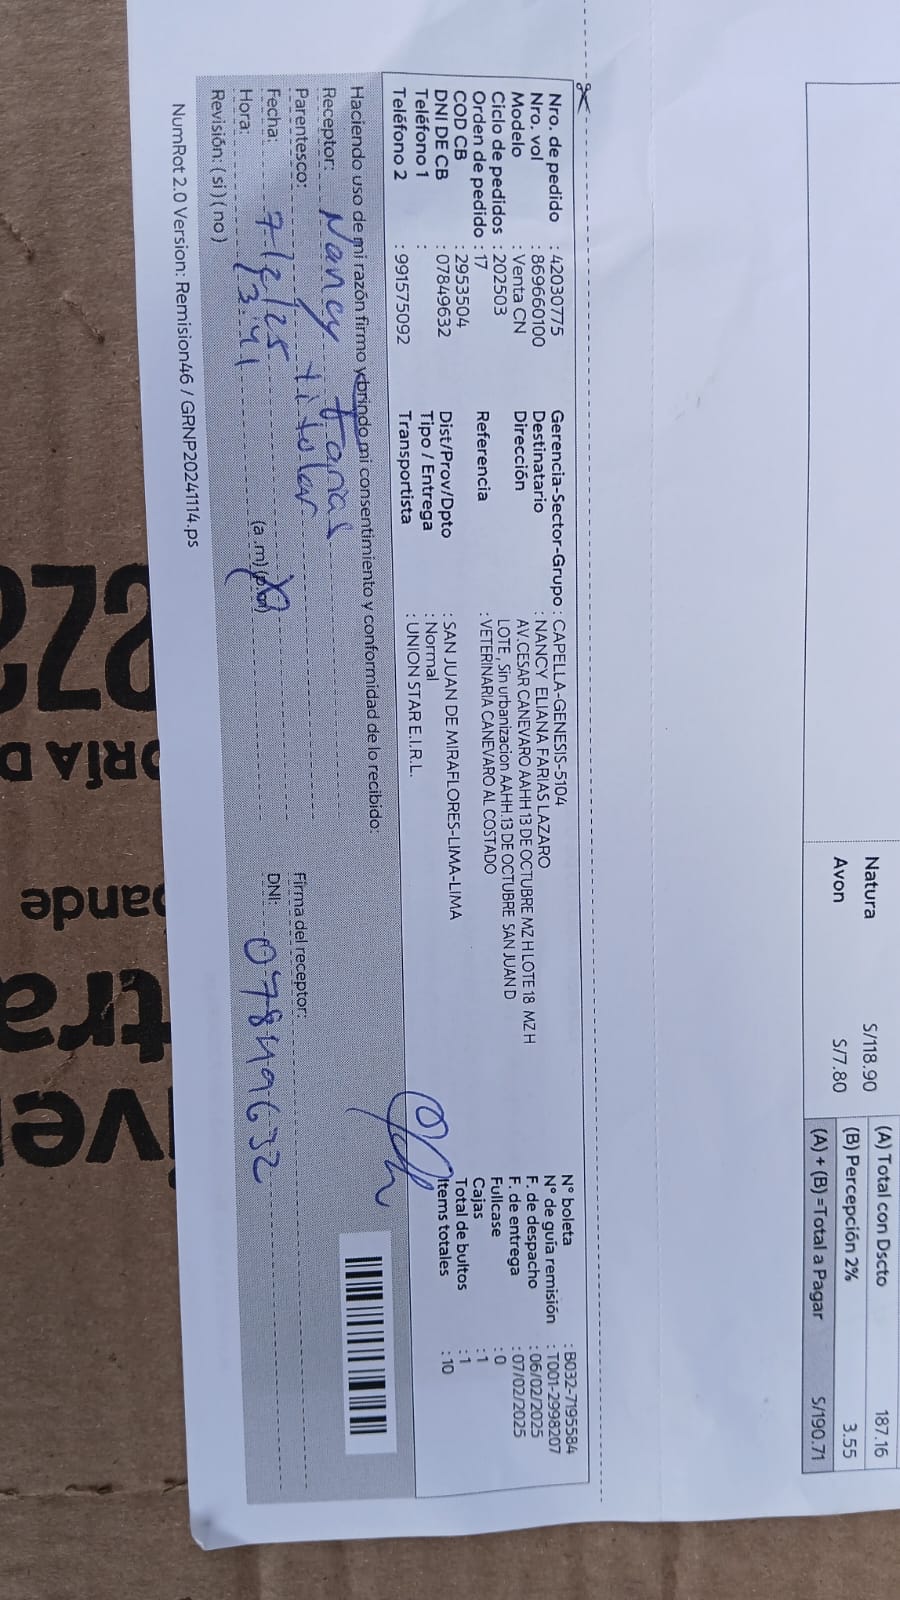 Natura S/118.90
Avon S/7.80
(A) Total con Dscto 187.16
(B) Percepción 2% 3.55
(A) + (B) =Total a Pagar S/190.71
Nro. de pedido : 42030775
Nro. vol : 869660100
Modelo : Venta CN
Ciclo de pedidos : 202503
Orden de pedido : 17
COD CB : 2953504
DNI DE CB : 07849632
Teléfono 1 :
Teléfono 2 : 991575092
Gerencia-Sector-Grupo : CAPELLA-GENESIS-5104
Destinatario : NANCY ELIANA FARIAS LAZARO
Dirección AV.CESAR CANEVARO AAHH 13 DE OCTUBRE MZ H LOTE 18 MZ H
LOTE , Sin urbanizacion AAHH.13 DE OCTUBRE SAN JUAN D
Referencia : VETERINARIA CANEVARO AL COSTADO
Dist/Prov/Dpto : SAN JUAN DE MIRAFLORES-LIMA-LIMA
Tipo / Entrega : Normal
Transportista : UNION STAR E.I.R.L.
N° boleta : B032-7195584
N° de guía remisión : T001-2998207
F. de despacho : 06/02/2025
F. de entrega : 07/02/2025
Fullcase : 0
Cajas : 1
Total de bultos : 1
Items totales : 10
Haciendo uso de mi razón firmo y brindo mi consentimiento y conformidad de lo recibido:
Receptor: Nancy farias
Parentesco: titular
Firma del receptor:
Fecha: 7/2/25
DNI: 07849632
Hora: 13:41 (a.m) (p.m)
Revisión: ( si ) ( no )
NumRot 2.0 Version: Remision46 / GRNP20241114.ps
ORÍA D
ande